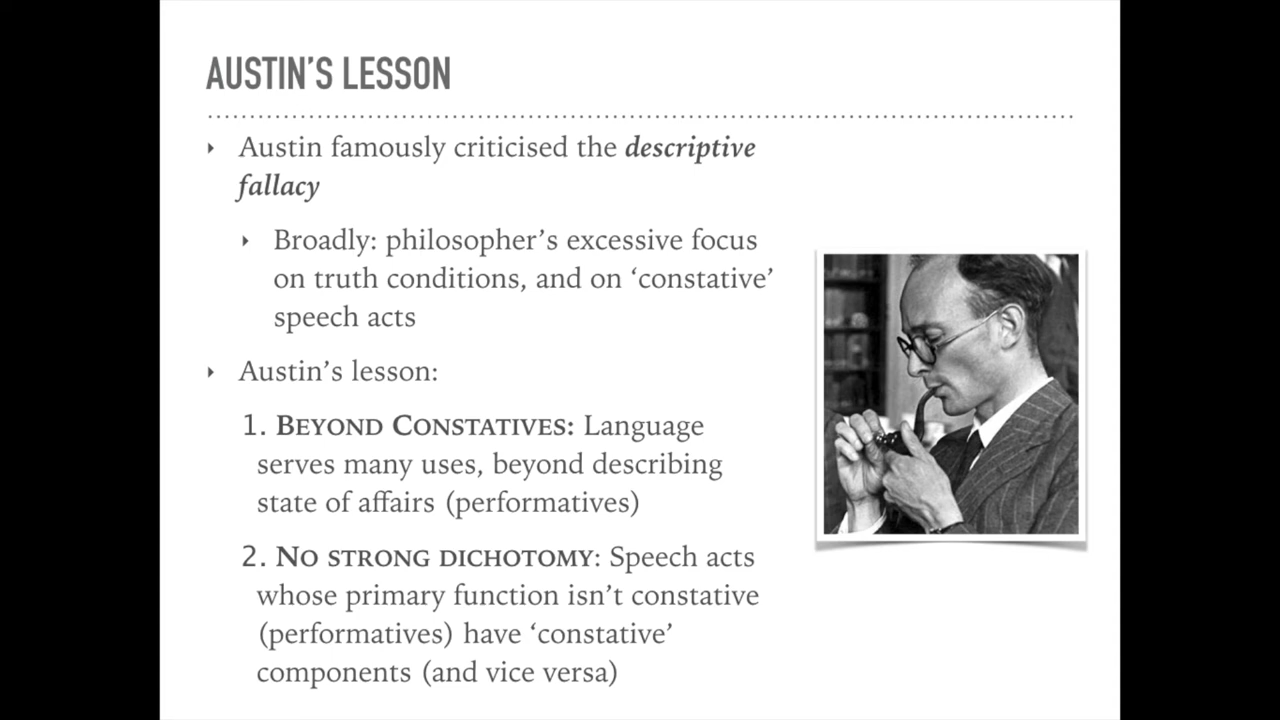 AUSTIN'S LESSON
‣ Austin famously criticised the descriptive
fallacy
‣ Broadly: philosopher's excessive focus
on truth conditions, and on ‘constative’
speech acts
‣ Austin's lesson:
1. BEYOND CONSTATIVES: Language
serves many uses, beyond describing
state of affairs (performatives)
2. NO STRONG DICHOTOMY: Speech acts
whose primary function isn't constative
(performatives) have ‘constative’
components (and vice versa)